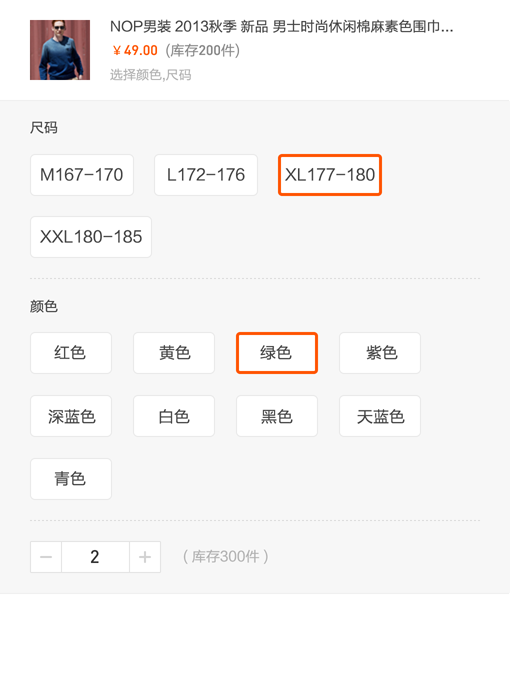 NOP男装 2013秋季 新品 男士时尚休闲棉麻素色围巾...
￥49.00 (库存200件)
选择颜色,尺码
尺码
M167-170 L172-176 XL177-180
XXL180-185
颜色
红色 黄色 绿色 紫色
深蓝色 白色 黑色 天蓝色
青色
- 2 + ( 库存300件 )